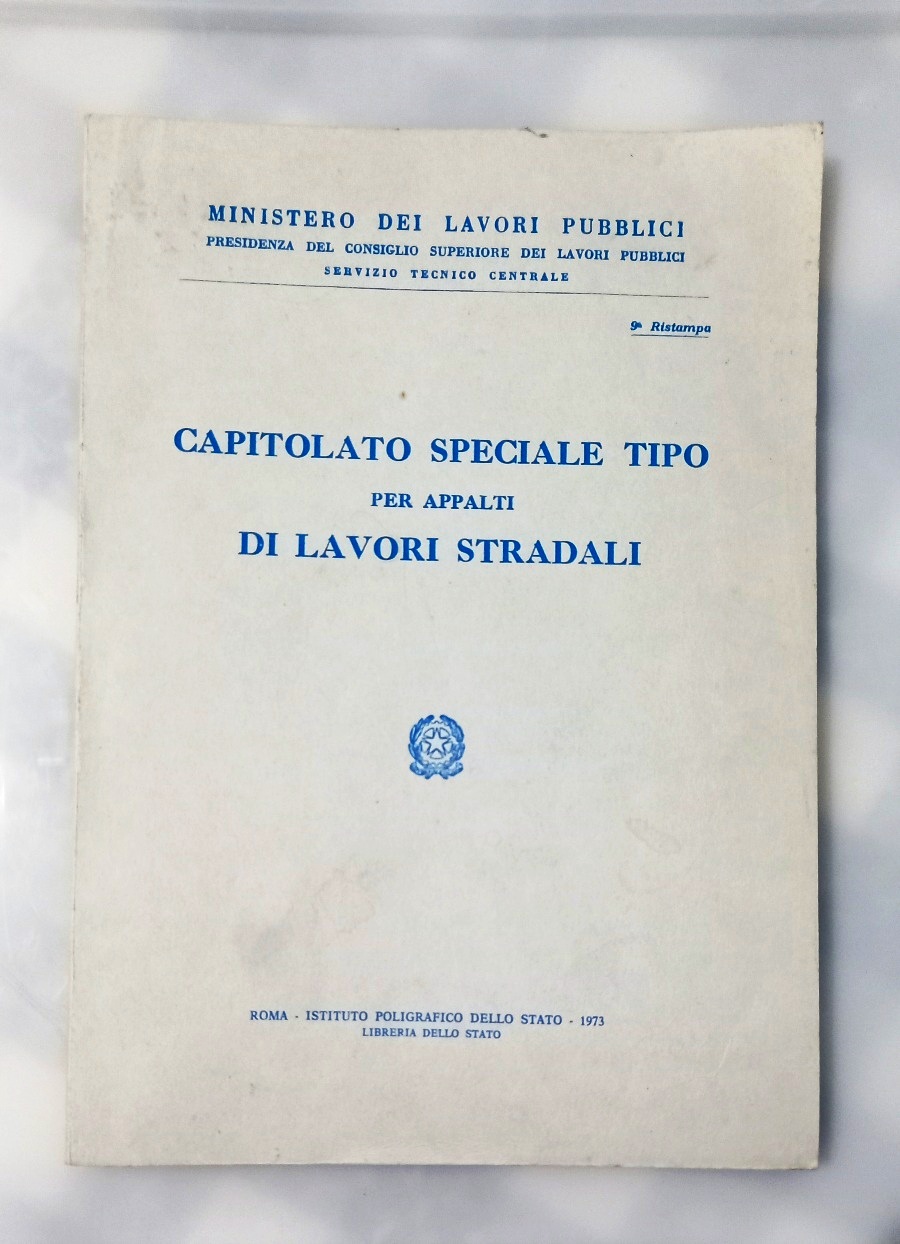 MINISTERO DEI LAVORI PUBBLICI
PRESIDENZA DEL CONSIGLIO SUPERIORE DEI LAVORI PUBBLICI
SERVIZIO TECNICO CENTRALE
9ª Ristampa
CAPITOLATO SPECIALE TIPO
PER APPALTI
DI LAVORI STRADALI
ROMA - ISTITUTO POLIGRAFICO DELLO STATO - 1973
LIBRERIA DELLO STATO